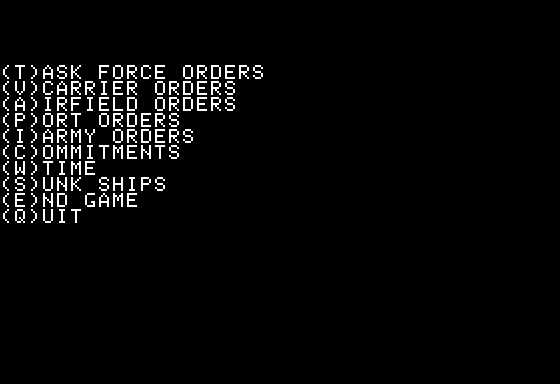 (T)ASK FORCE ORDERS
(V)CARRIER ORDERS
(A)IRFIELD ORDERS
(P)ORT ORDERS
(I)ARMY ORDERS
(C)OMMITMENTS
(W)TIME
(S)UNK SHIPS
(E)ND GAME
(Q)UIT